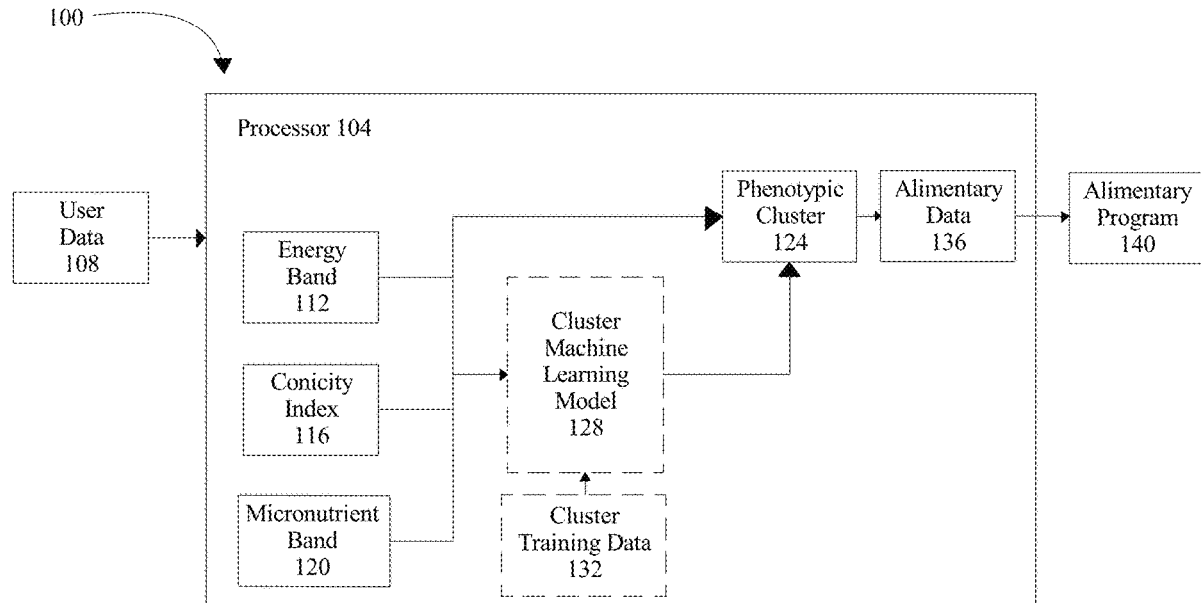 100
Processor 104
User
Data
108
Energy
Band
112
Conicity
Index
116
Micronutrient
Band
120
Cluster
Machine
Learning
Model
128
Cluster
Training Data
132
Phenotypic
Cluster
124
Alimentary
Data
136
Alimentary
Program
140